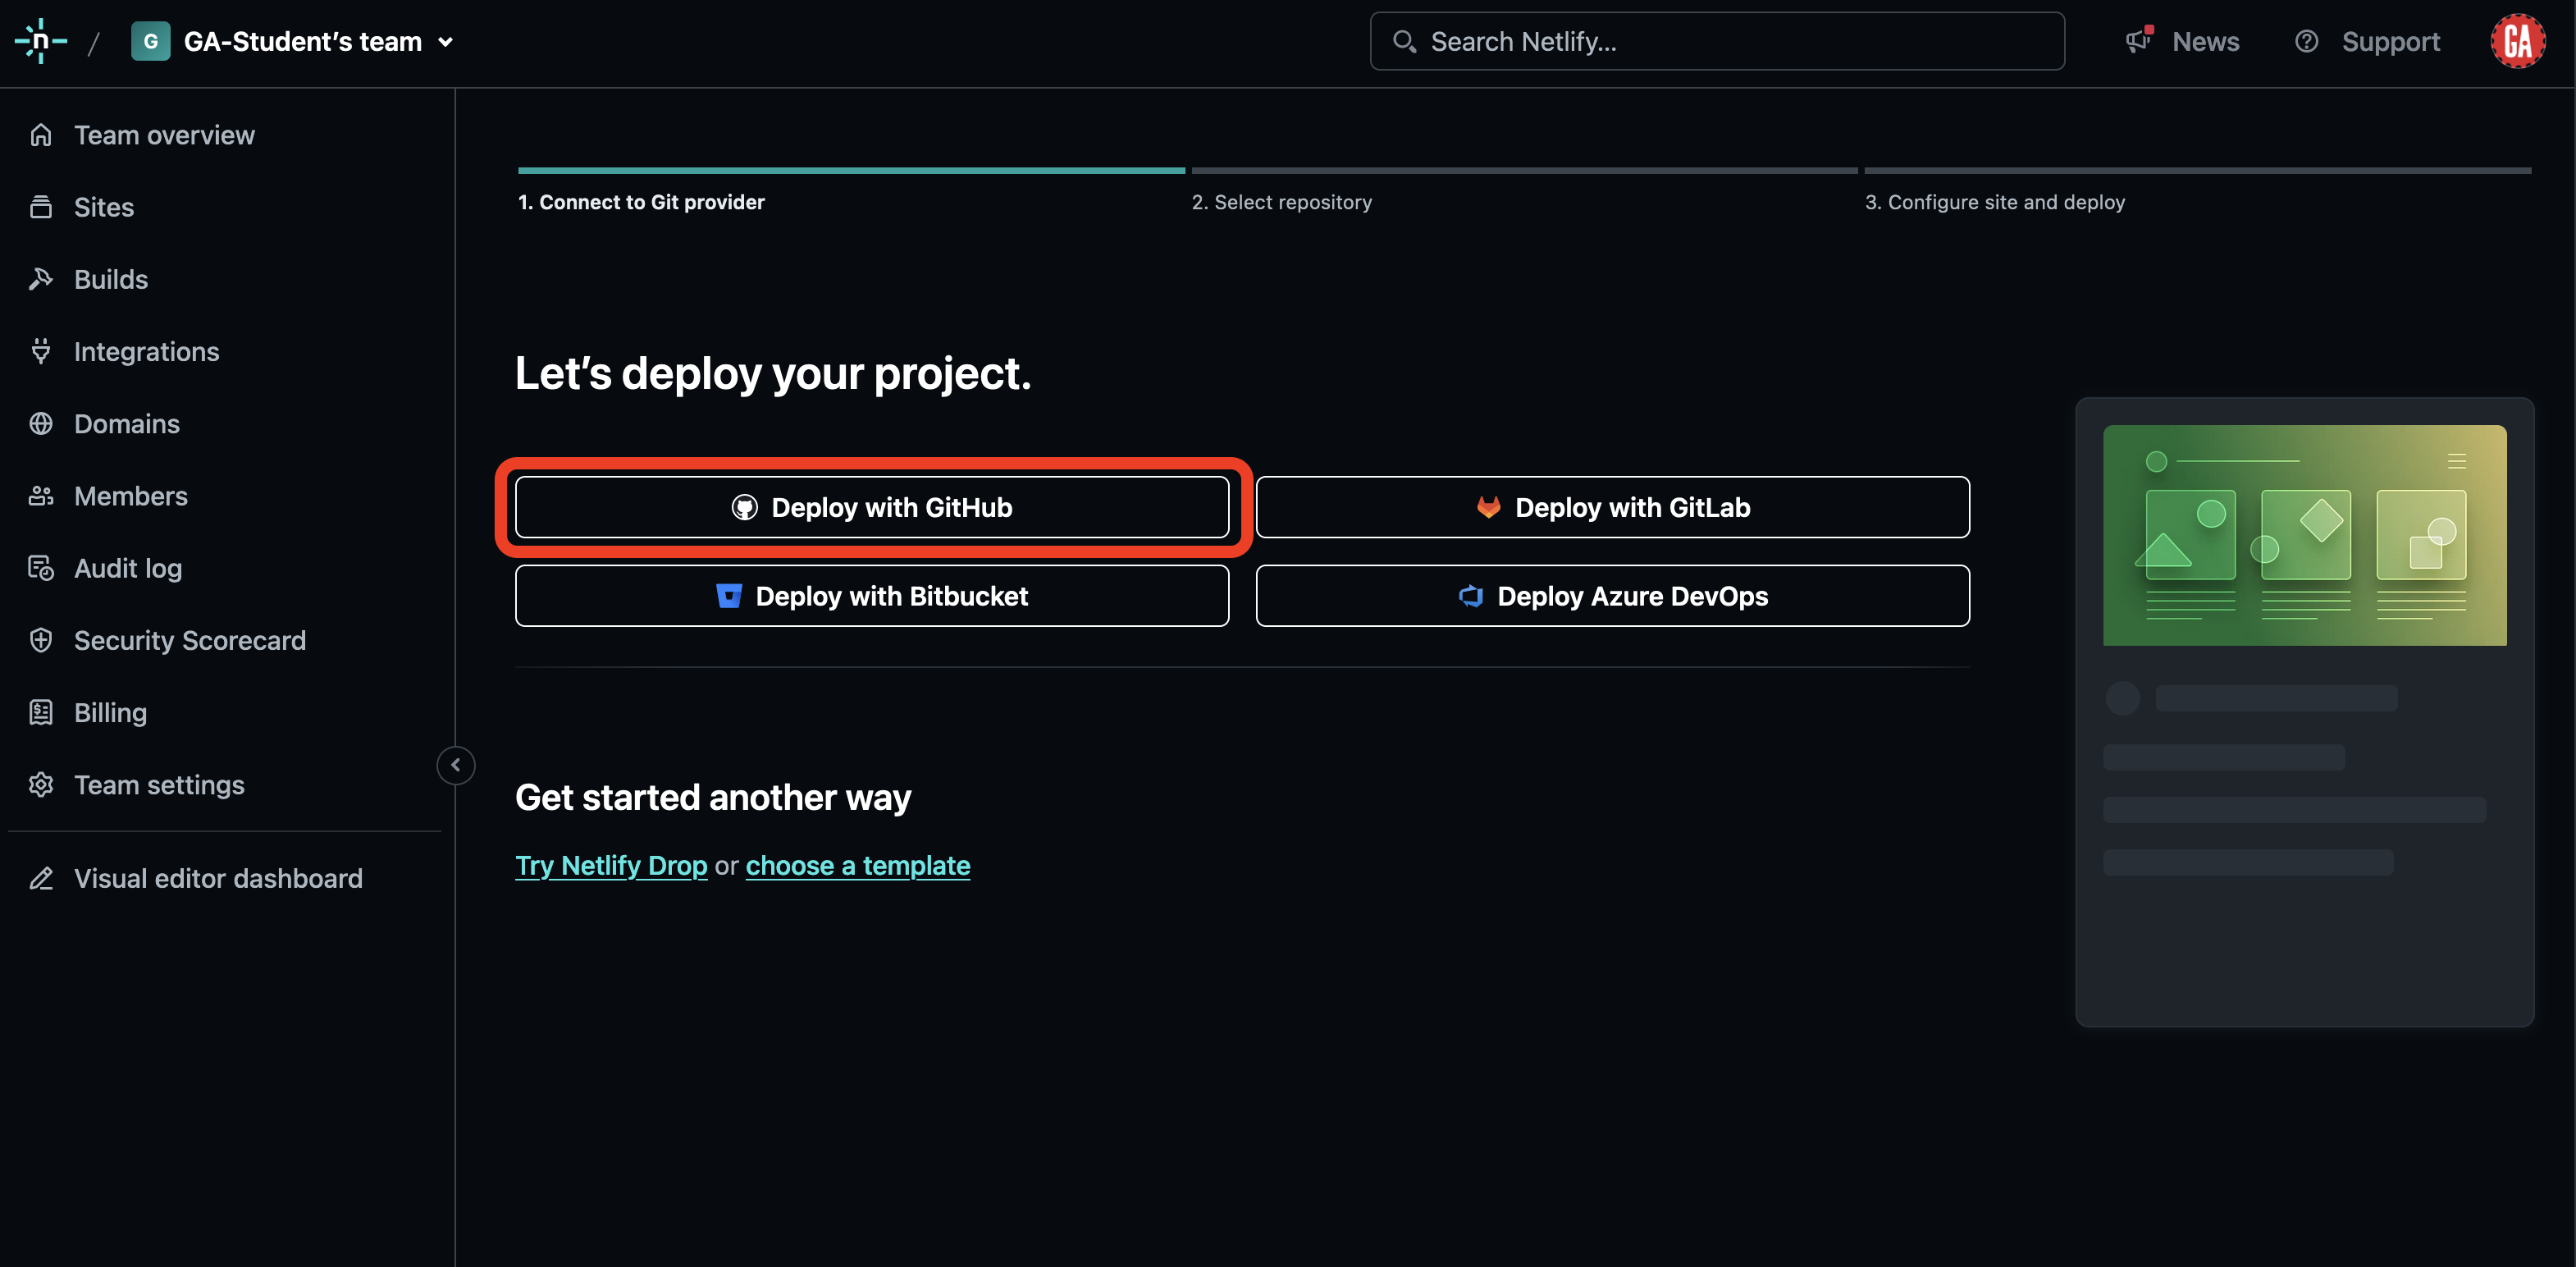 n / G GA-Student's team
Search Netlify...
News
Support
GA
Team overview
Sites
Builds
Integrations
Domains
Members
Audit log
Security Scorecard
Billing
Team settings
Visual editor dashboard
1. Connect to Git provider
2. Select repository
3. Configure site and deploy
Let's deploy your project.
Deploy with GitHub
Deploy with GitLab
Deploy with Bitbucket
Deploy Azure DevOps
Get started another way
Try Netlify Drop or choose a template